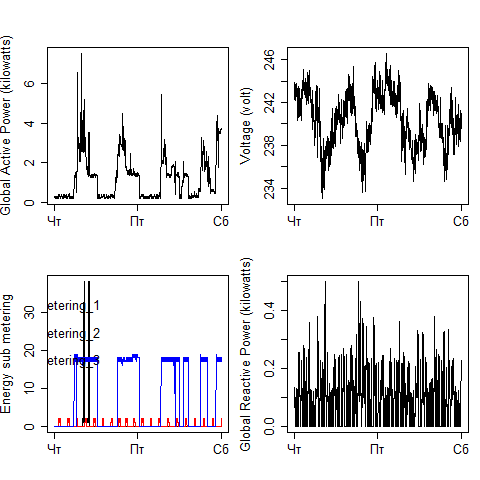 Global Active Power (kilowatts)
0 2 4 6
Чт Пт Сб
Voltage (volt)
234 238 242 246
Чт Пт Сб
Energy sub metering
0 10 20 30
etering_1
etering_2
etering_3
Чт Пт Сб
Global Reactive Power (kilowatts)
0.0 0.2 0.4
Чт Пт Сб